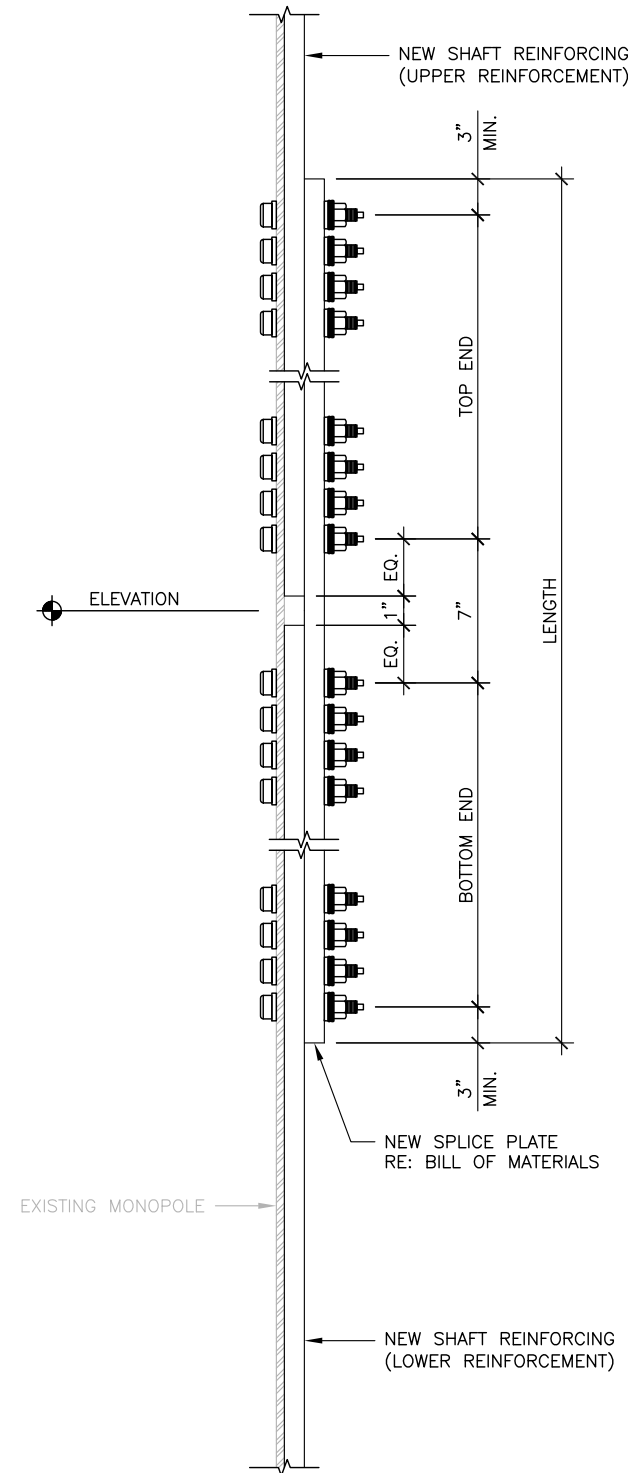 NEW SHAFT REINFORCING
(UPPER REINFORCEMENT)
3"
MIN.
TOP END
EQ.
ELEVATION
1"
7"
LENGTH
EQ.
BOTTOM END
3"
MIN.
NEW SPLICE PLATE
RE: BILL OF MATERIALS
EXISTING MONOPOLE
NEW SHAFT REINFORCING
(LOWER REINFORCEMENT)